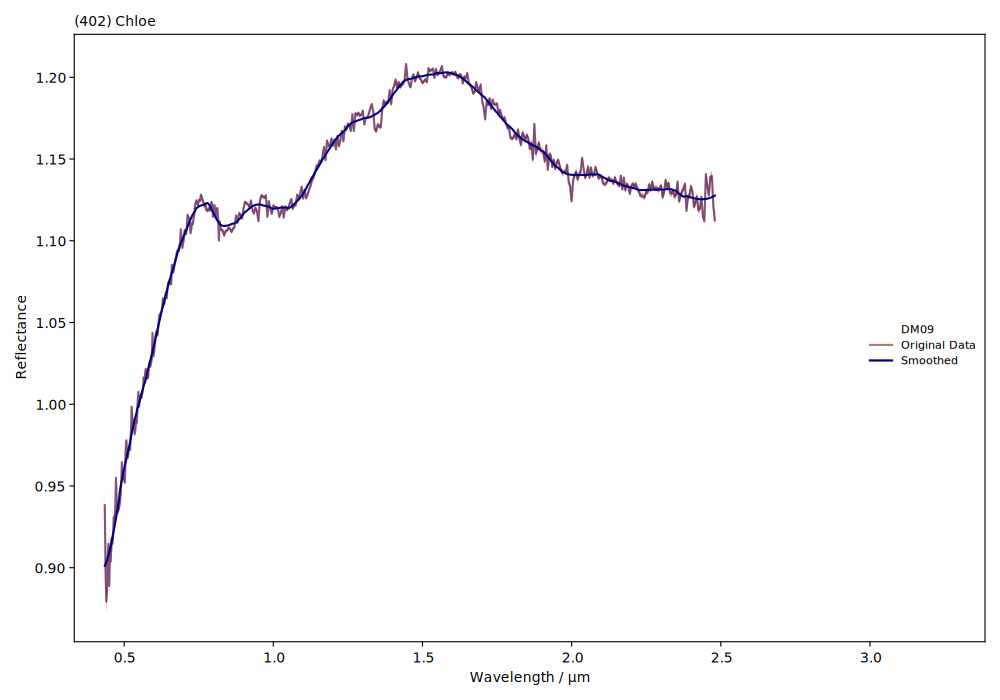 (402) Chloe
1.20
1.15
1.10
1.05
1.00
0.95
0.90
Reflectance
DM09
Original Data
Smoothed
0.5 1.0 1.5 2.0 2.5 3.0
Wavelength / μm